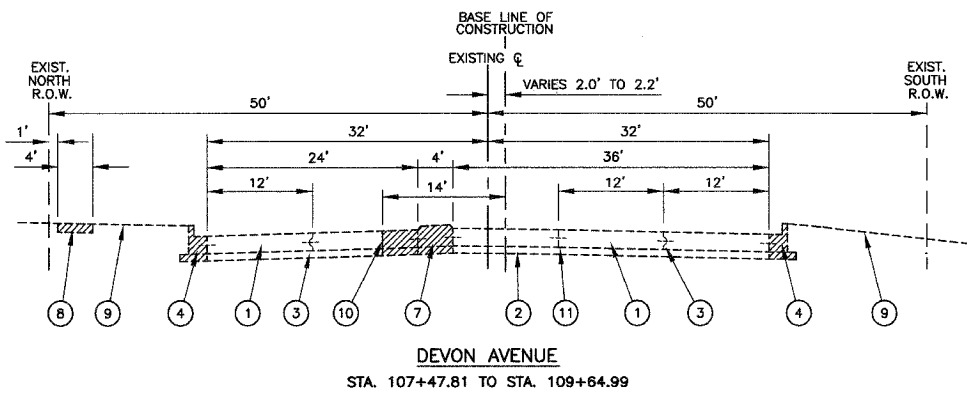 BASE LINE OF
CONSTRUCTION
EXISTING ℄
EXIST.
NORTH
R.O.W.
EXIST.
SOUTH
R.O.W.
VARIES 2.0' TO 2.2'
50'
50'
1'
32'
32'
4'
24'
4'
36'
12'
14'
12'
12'
8
9
4
1
3
10
7
2
11
1
3
4
9
DEVON AVENUE
STA. 107+47.81 TO STA. 109+64.99